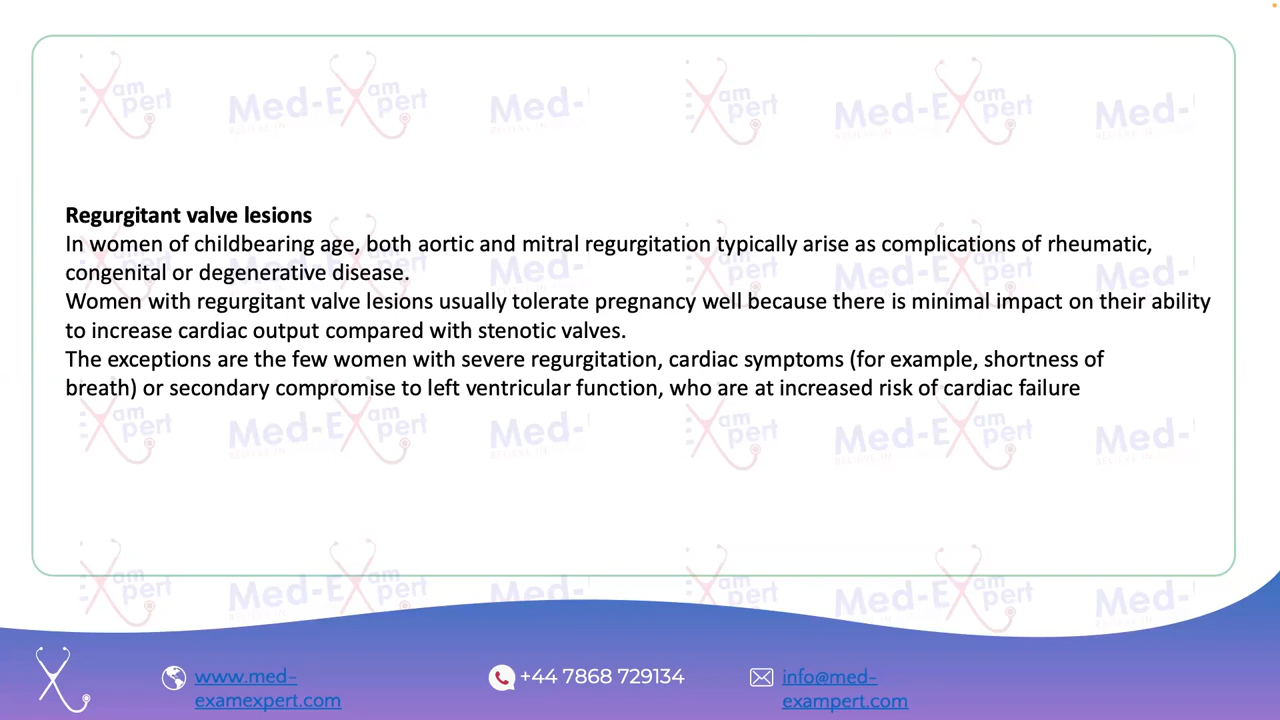 Regurgitant valve lesions
In women of childbearing age, both aortic and mitral regurgitation typically arise as complications of rheumatic,
congenital or degenerative disease.
Women with regurgitant valve lesions usually tolerate pregnancy well because there is minimal impact on their ability
to increase cardiac output compared with stenotic valves.
The exceptions are the few women with severe regurgitation, cardiac symptoms (for example, shortness of
breath) or secondary compromise to left ventricular function, who are at increased risk of cardiac failure
www.med-
examexpert.com
+44 7868 729134
info@med-
exampert.com